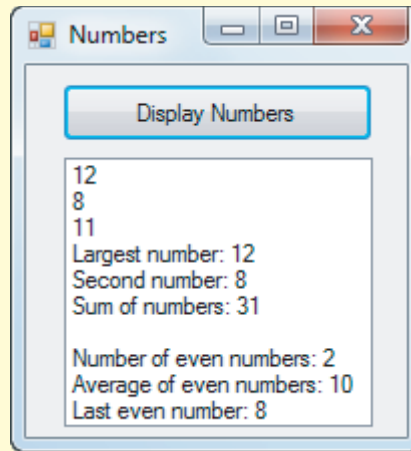 Numbers
Display Numbers
12
8
11
Largest number: 12
Second number: 8
Sum of numbers: 31
Number of even numbers: 2
Average of even numbers: 10
Last even number: 8